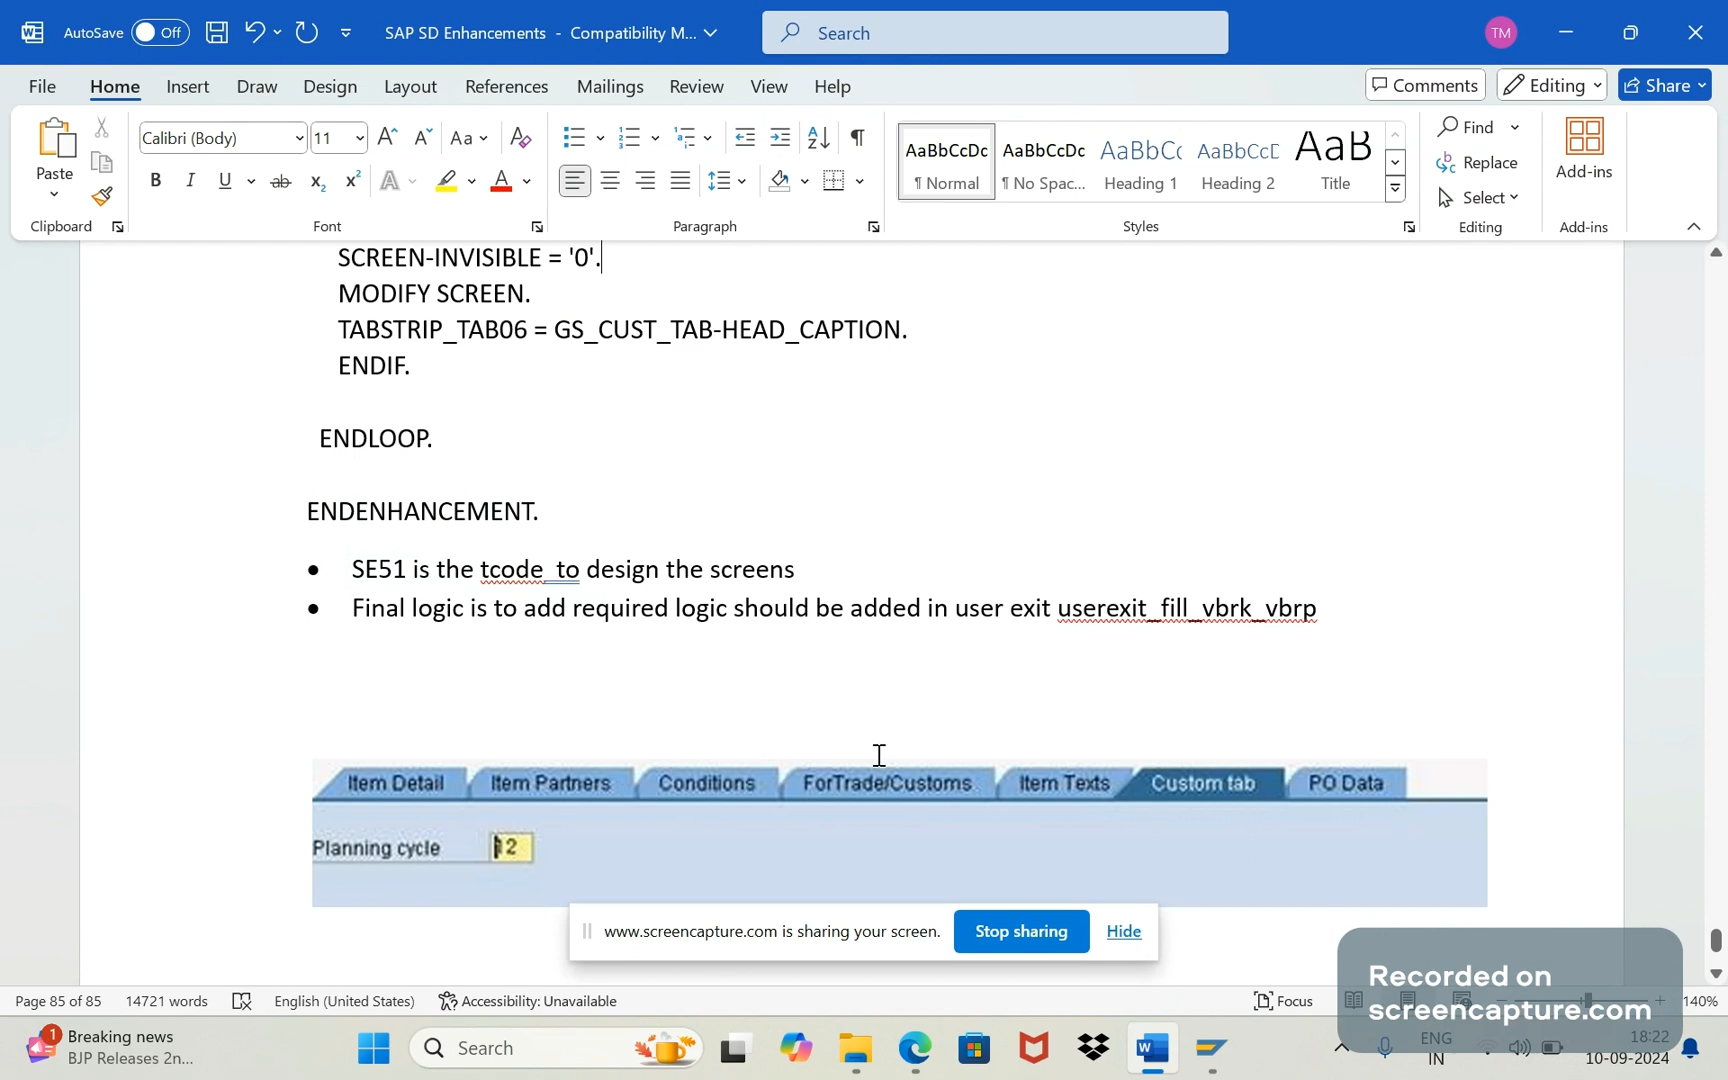 AutoSave Off SAP SD Enhancements - Compatibility M... Search TM
File Home Insert Draw Design Layout References Mailings Review View Help Comments Editing Share
Paste Calibri (Body) 11 Aa AaBbCcDc AaBbCcDc AaBbCc AaBbCcD AaB Find Replace Select Add-ins
B I U ab x₂ x² A A ¶ Normal ¶ No Spac... Heading 1 Heading 2 Title
Clipboard Font Paragraph Styles Editing Add-ins
SCREEN-INVISIBLE = '0'.
MODIFY SCREEN.
TABSTRIP_TAB06 = GS_CUST_TAB-HEAD_CAPTION.
ENDIF.
ENDLOOP.
ENDENHANCEMENT.
• SE51 is the tcode to design the screens
• Final logic is to add required logic should be added in user exit userexit_fill_vbrk_vbrp
Item Detail Item Partners Conditions ForTrade/Customs Item Texts Custom tab PO Data
Planning cycle 12
www.screencapture.com is sharing your screen. Stop sharing Hide
Recorded on
screencapture.com
Page 85 of 85 14721 words English (United States) Accessibility: Unavailable Focus 140%
1 Breaking news
BJP Releases 2n...
Search
ENG
IN
18:22
10-09-2024